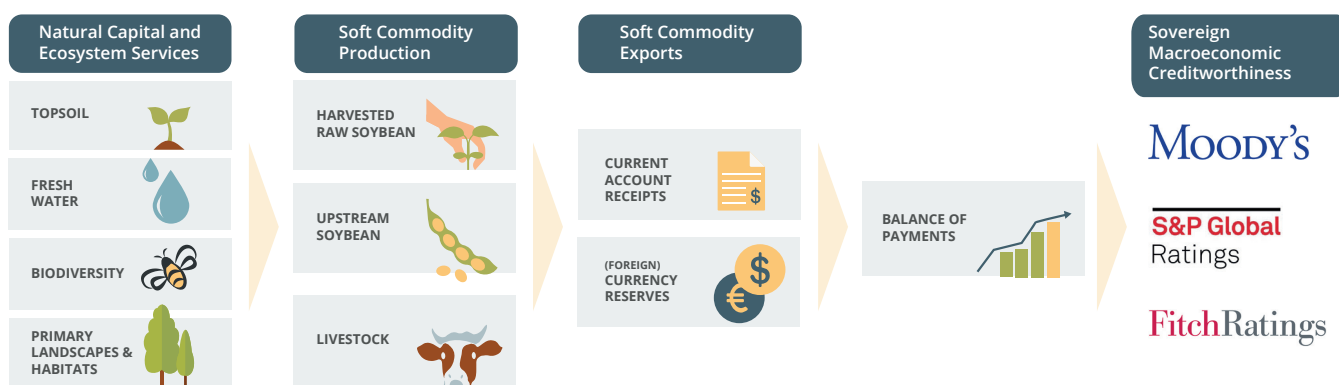 Natural Capital and
Ecosystem Services
TOPSOIL
FRESH
WATER
BIODIVERSITY
PRIMARY
LANDSCAPES &
HABITATS
Soft Commodity
Production
HARVESTED
RAW SOYBEAN
UPSTREAM
SOYBEAN
LIVESTOCK
Soft Commodity
Exports
CURRENT
ACCOUNT
RECEIPTS
$
(FOREIGN)
CURRENCY
RESERVES
$
€
BALANCE OF
PAYMENTS
Sovereign
Macroeconomic
Creditworthiness
MOODY'S
S&P Global
Ratings
FitchRatings